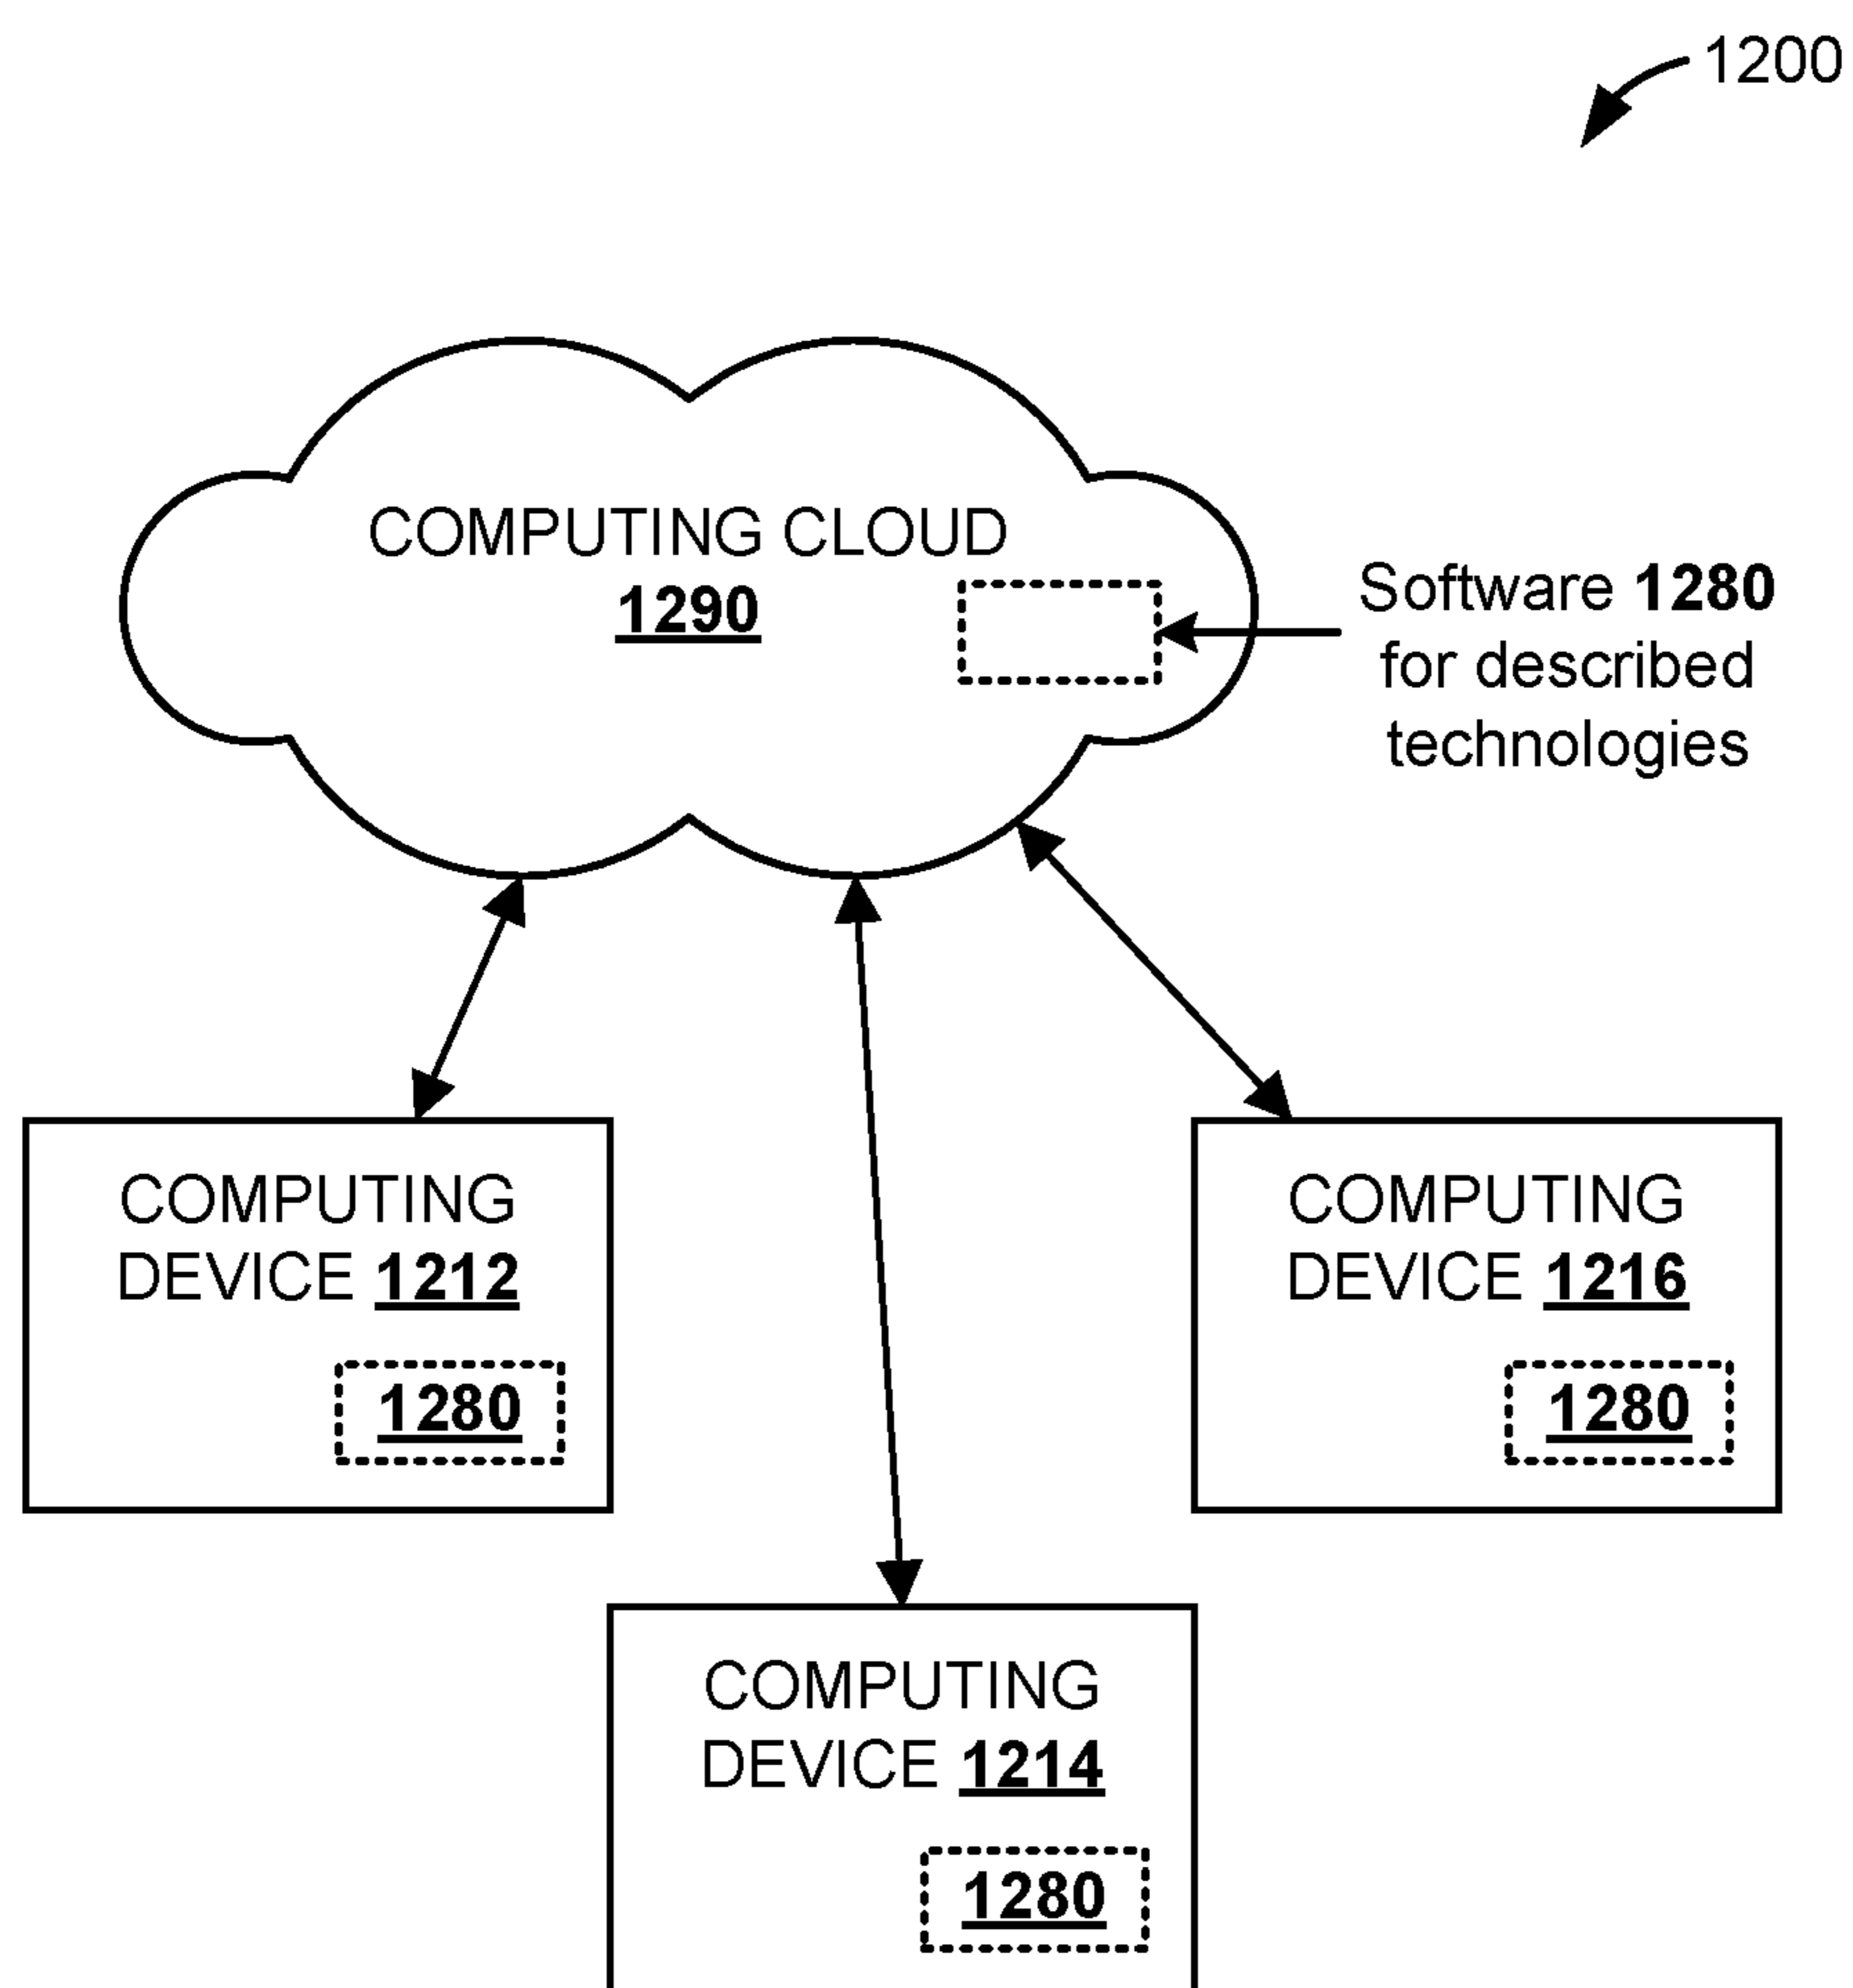 1200
COMPUTING CLOUD
1290
Software 1280
for described
technologies
COMPUTING
DEVICE 1212
1280
COMPUTING
DEVICE 1216
1280
COMPUTING
DEVICE 1214
1280